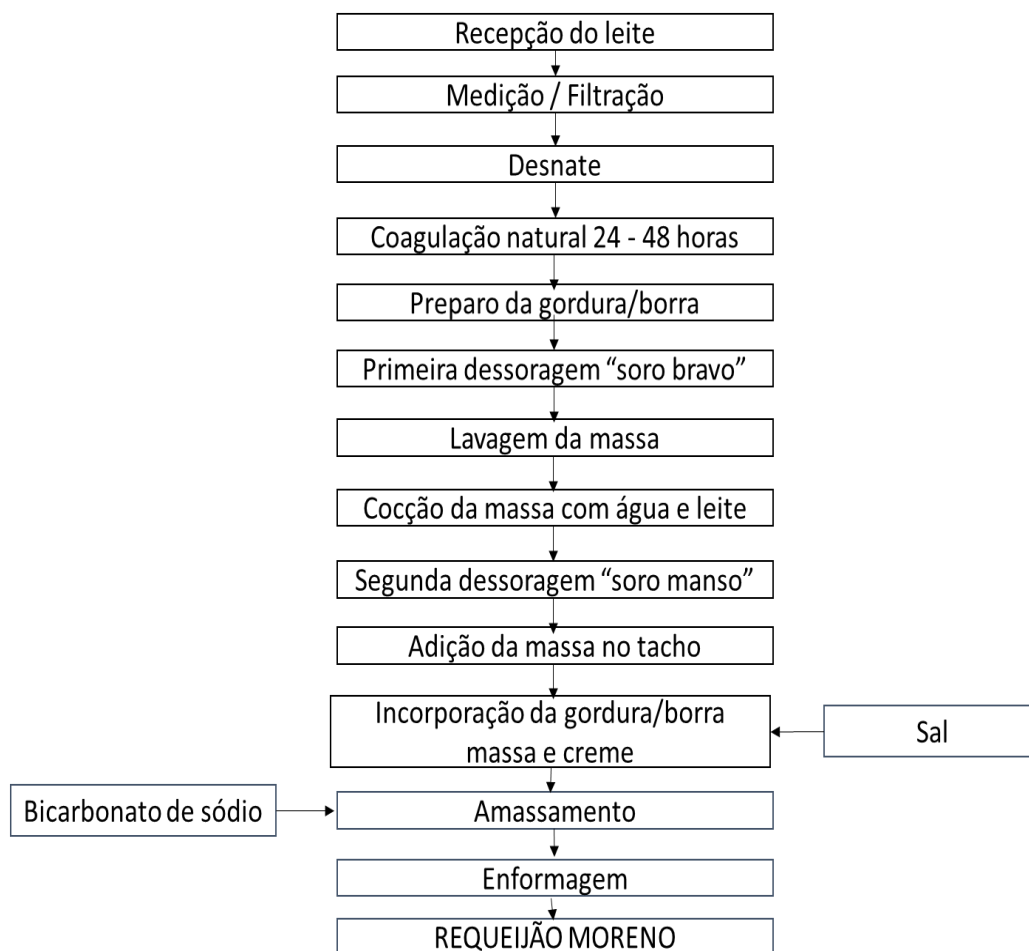 Recepção do leite
Medição / Filtração
Desnate
Coagulação natural 24 - 48 horas
Preparo da gordura/borra
Primeira dessoragem “soro bravo”
Lavagem da massa
Cocção da massa com água e leite
Segunda dessoragem “soro manso”
Adição da massa no tacho
Incorporação da gordura/borra
massa e creme
Sal
Bicarbonato de sódio
Amassamento
Enformagem
REQUEIJÃO MORENO